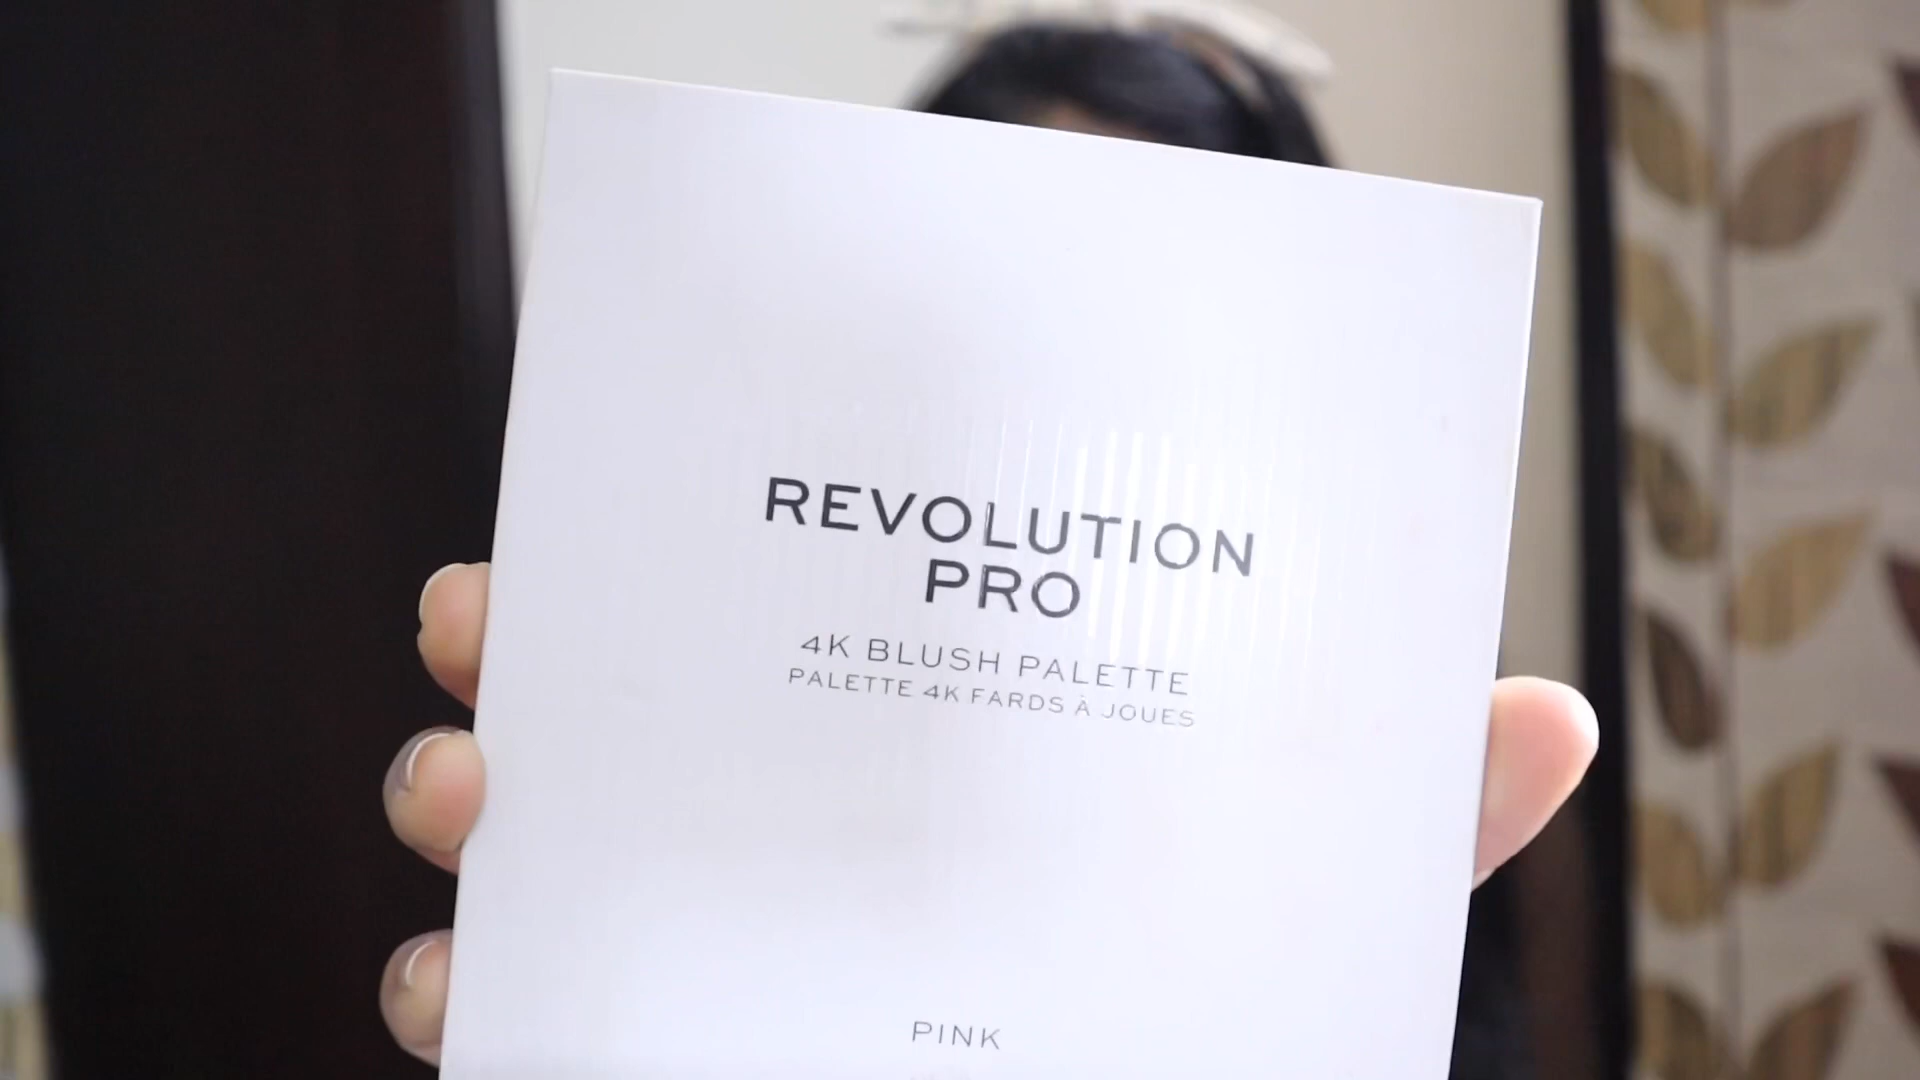 REVOLUTION
PRO
4K BLUSH PALETTE
PALETTE 4K FARDS À JOUES
PINK